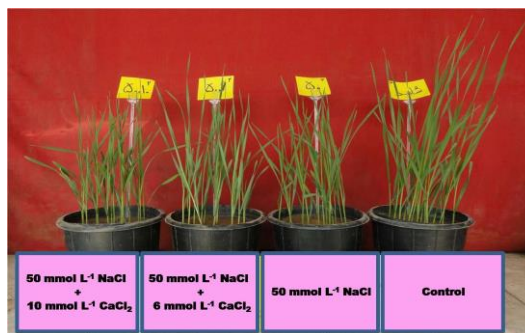 50 mmol L⁻¹ NaCl
+
10 mmol L⁻¹ CaCl₂
50 mmol L⁻¹ NaCl
+
6 mmol L⁻¹ CaCl₂
50 mmol L⁻¹ NaCl
Control